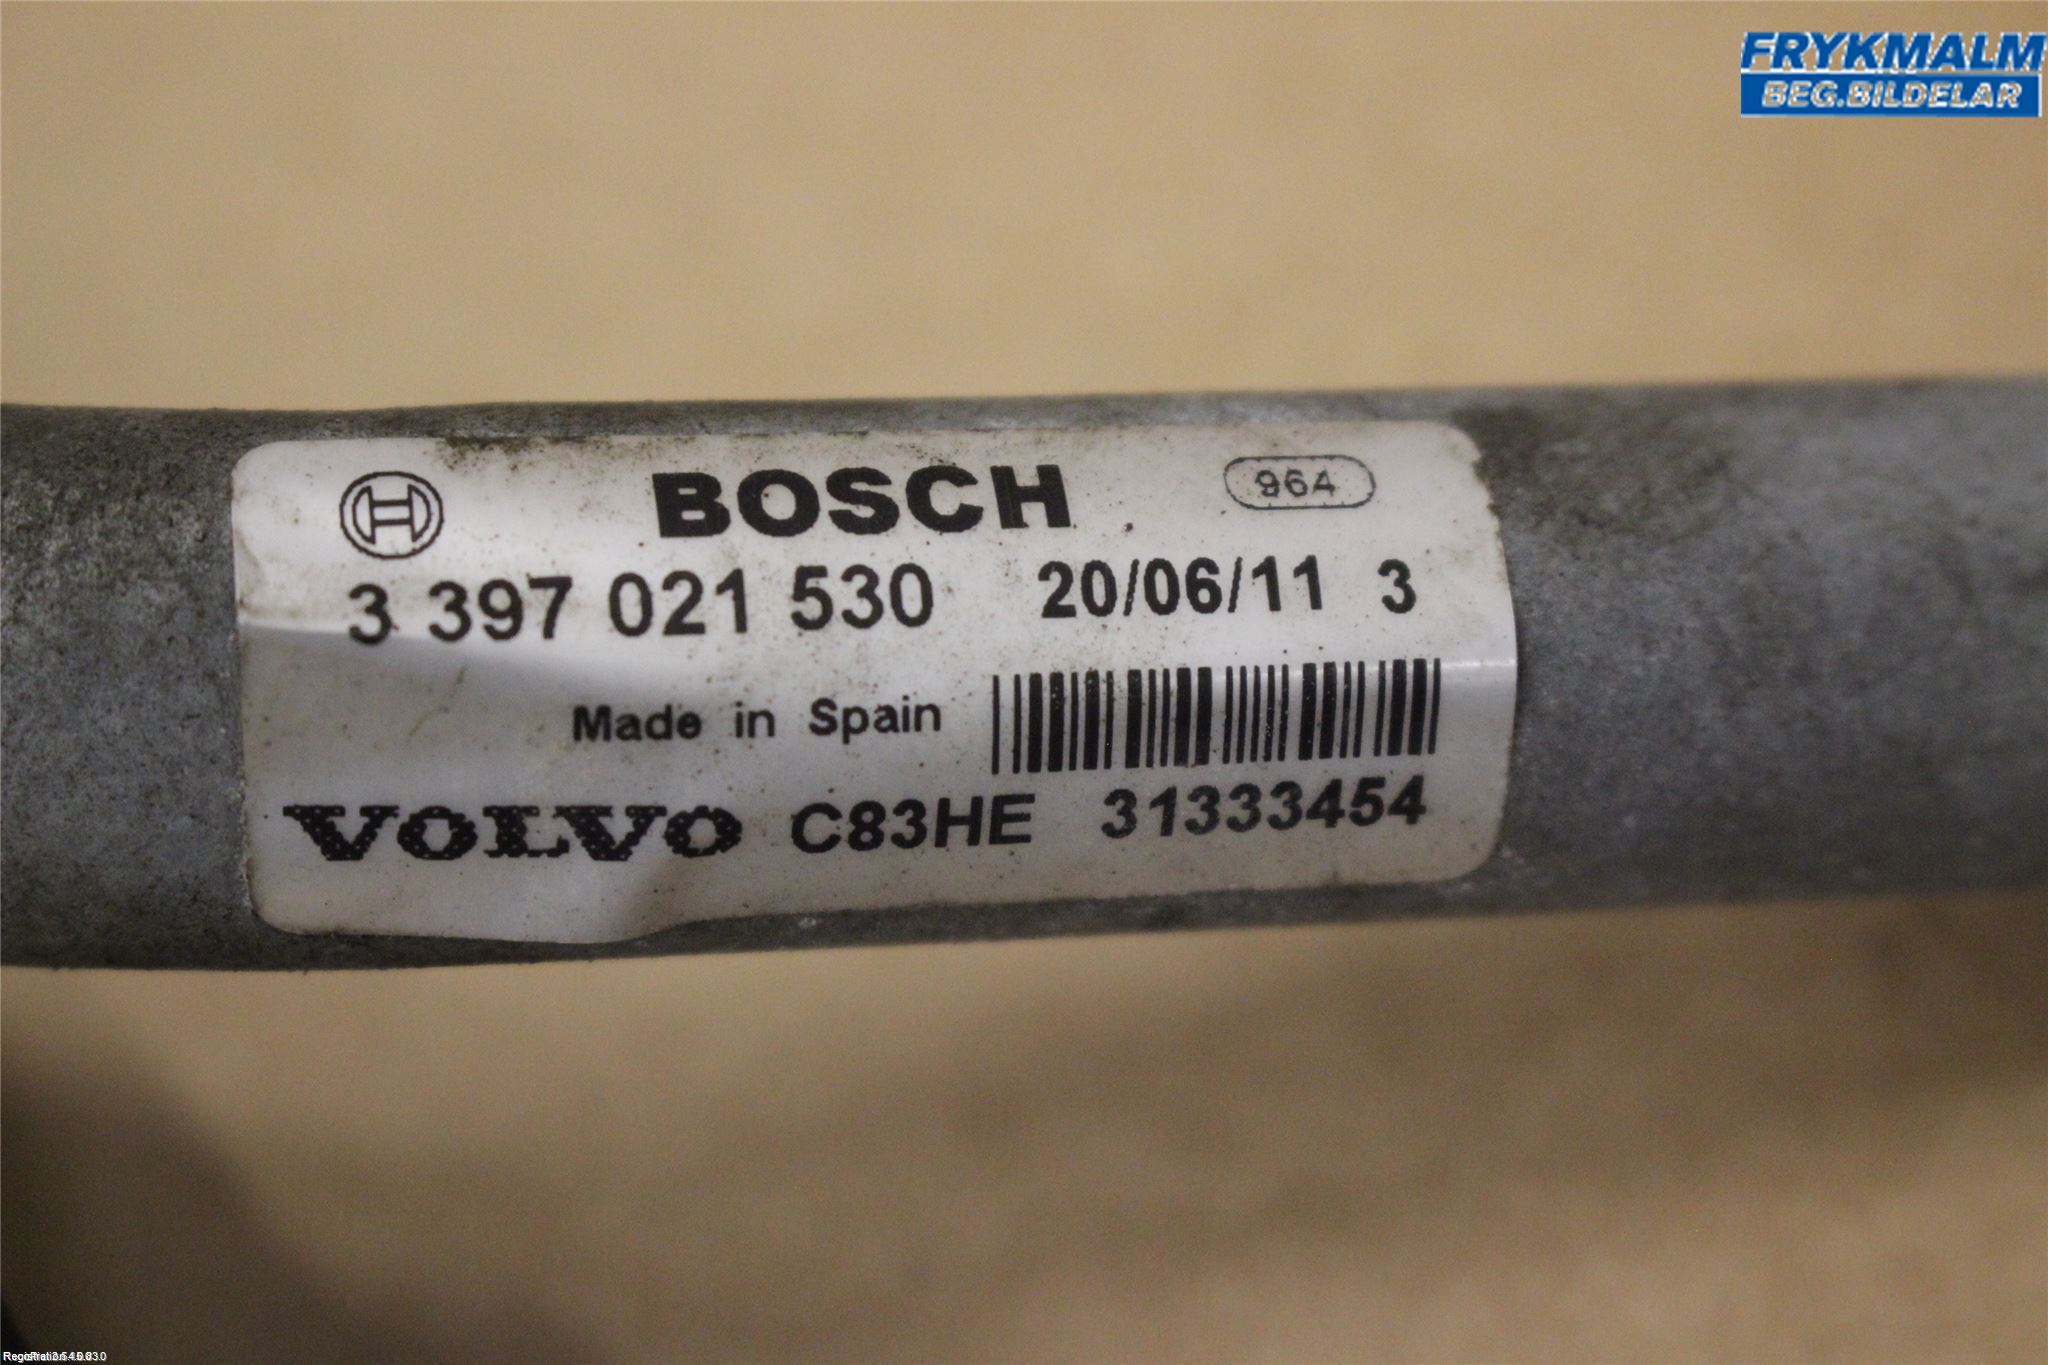 FRYKMALM
BEG.BILDELAR
BOSCH 964
3 397 021 530 20/06/11 3
Made in Spain
VOLVO C83HE 31333454